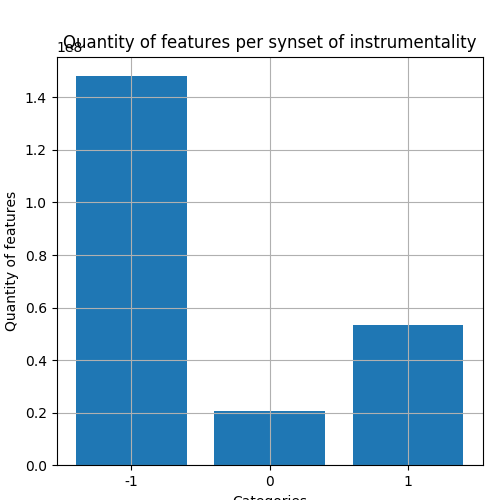 Quantity of features per synset of instrumentality
1e8
1.4
1.2
1.0
0.8
0.6
0.4
0.2
0.0
Quantity of features
-1 0 1
Categories